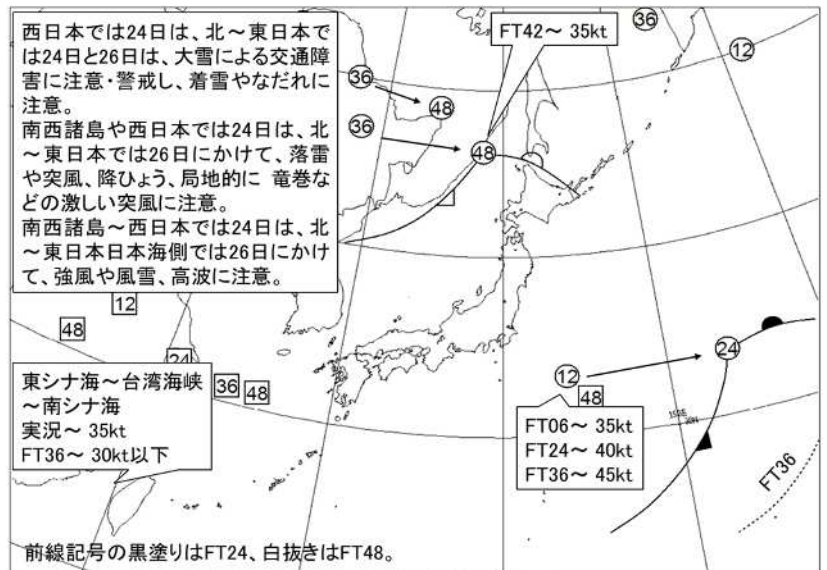 西日本では24日は、北～東日本で
は24日と26日は、大雪による交通障
害に注意・警戒し、着雪やなだれに
注意。
南西諸島や西日本では24日は、北
～東日本では26日にかけて、落雷
や突風、降ひょう、局地的に 竜巻な
どの激しい突風に注意。
南西諸島～西日本では24日は、北
～東日本日本海側では26日にかけ
て、強風や風雪、高波に注意。
FT42～ 35kt
36
12
36
48
36
48
12
48
24
36
48
東シナ海～台湾海峡
～南シナ海
実況～ 35kt
FT36～ 30kt以下
24
12
48
FT06～ 35kt
FT24～ 40kt
FT36～ 45kt
FT36
前線記号の黒塗りはFT24、白抜きはFT48。